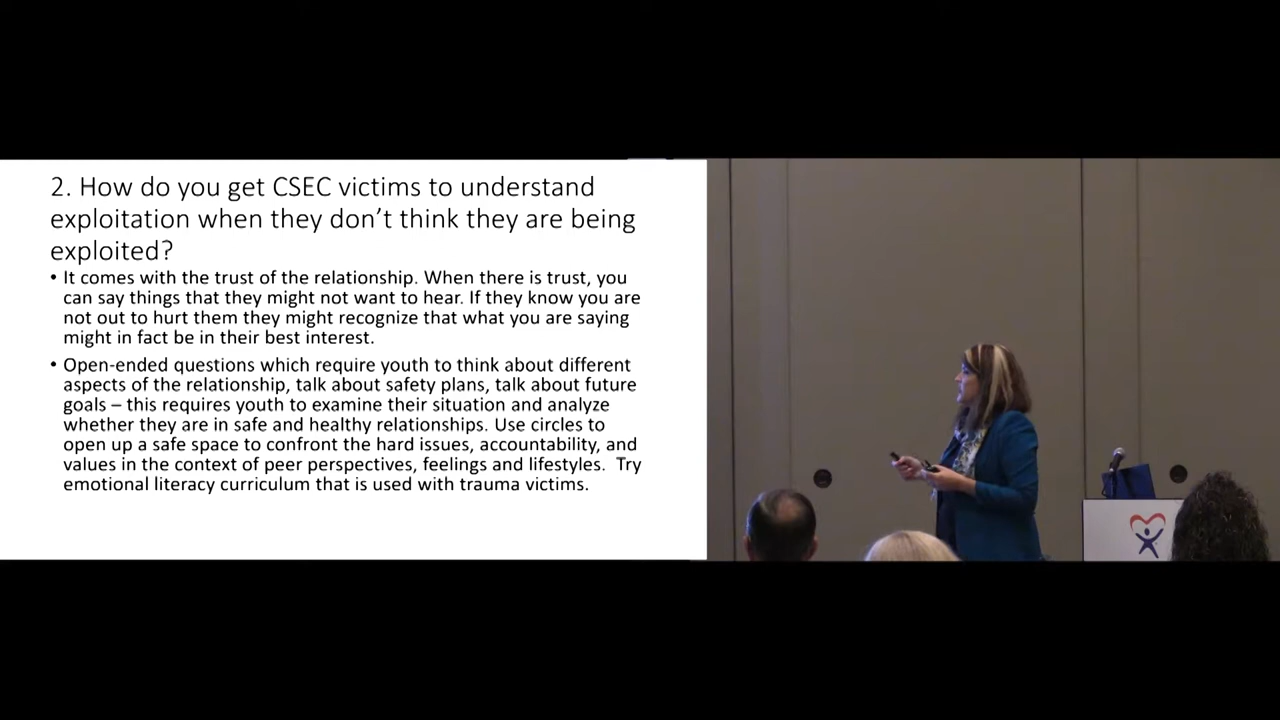 2. How do you get CSEC victims to understand
exploitation when they don’t think they are being
exploited?
• It comes with the trust of the relationship. When there is trust, you
can say things that they might not want to hear. If they know you are
not out to hurt them they might recognize that what you are saying
might in fact be in their best interest.
• Open-ended questions which require youth to think about different
aspects of the relationship, talk about safety plans, talk about future
goals – this requires youth to examine their situation and analyze
whether they are in safe and healthy relationships. Use circles to
open up a safe space to confront the hard issues, accountability, and
values in the context of peer perspectives, feelings and lifestyles.  Try
emotional literacy curriculum that is used with trauma victims.